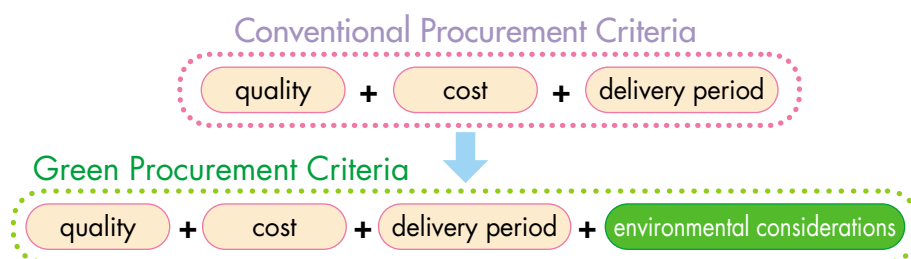 Conventional Procurement Criteria
quality + cost + delivery period
Green Procurement Criteria
quality + cost + delivery period + environmental considerations